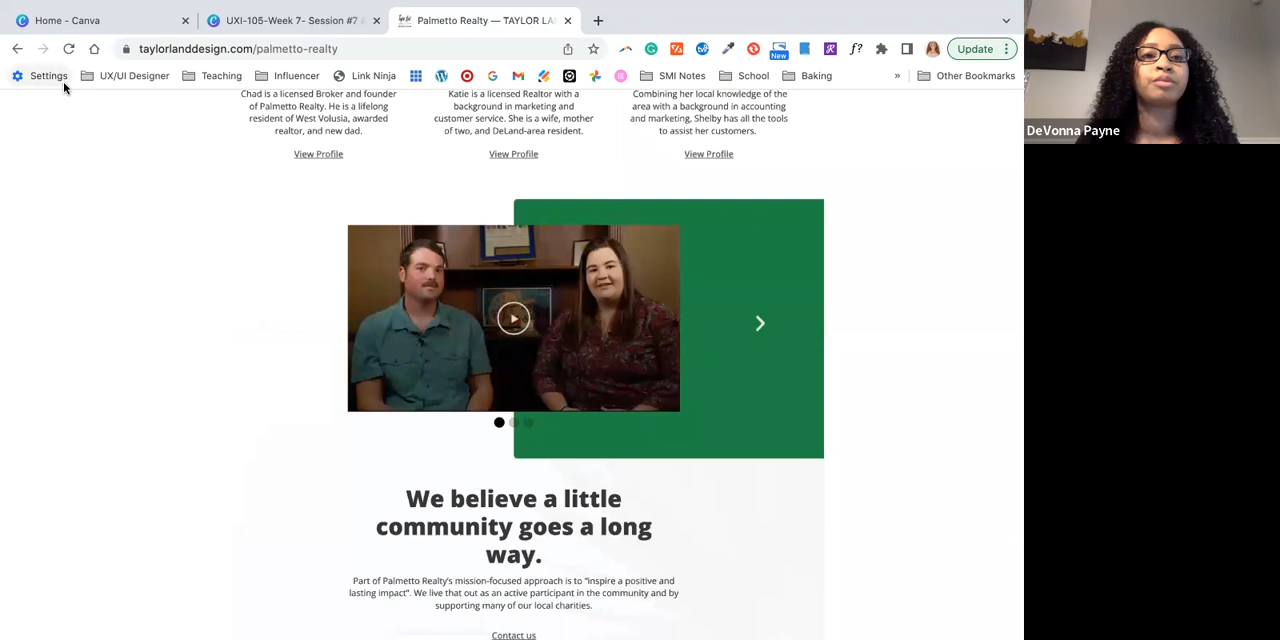 Home - Canva
UXI-105-Week 7- Session #7
Palmetto Realty — TAYLOR LA
taylorlanddesign.com/palmetto-realty
New
f?
Update
Settings
UX/UI Designer
Teaching
Influencer
Link Ninja
SMI Notes
School
Baking
»
Other Bookmarks
DeVonna Payne
Chad is a licensed Broker and founder
of Palmetto Realty. He is a lifelong
resident of West Volusia, awarded
realtor, and new dad.
View Profile
Katie is a licensed Realtor with a
background in marketing and
customer service. She is a wife, mother
of two, and DeLand-area resident.
View Profile
Combining her local knowledge of the
area with a background in accounting
and marketing, Shelby has all the tools
to assist her customers.
View Profile
We believe a little
community goes a long
way.
Part of Palmetto Realty's mission-focused approach is to "inspire a positive and
lasting impact". We live that out as an active participant in the community and by
supporting many of our local charities.
Contact us